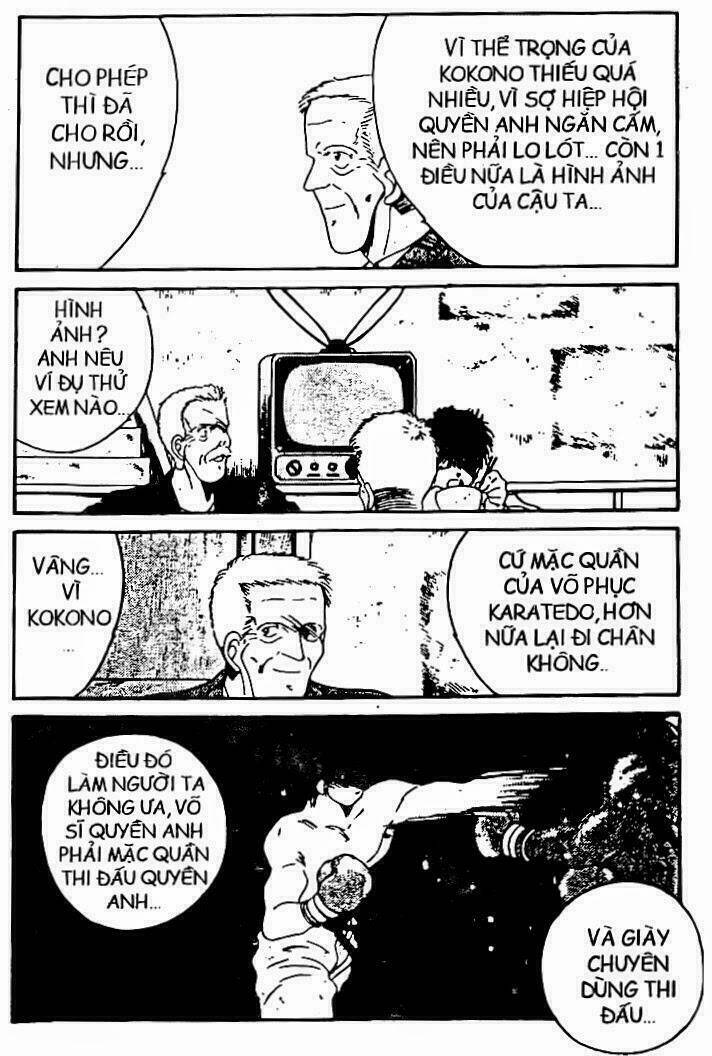 CHO PHÉP
THÌ ĐÃ
CHO RỒI,
NHƯNG...
VÌ THỂ TRỌNG CỦA
KOKONO THIẾU QUÁ
NHIỀU, VÌ SỢ HIỆP HỘI
QUYỀN ANH NGĂN CẤM,
NÊN PHẢI LO LÓT... CÒN 1
ĐIỀU NỮA LÀ HÌNH ẢNH
CỦA CẬU TA...
HÌNH
ẢNH?
ANH NÊU
VÍ ĐỤ THỬ
XEM NÀO...
VÂNG...
VÌ
KOKONO
...
CỨ MẶC QUẦN
CỦA VÕ PHỤC
KARATEDO, HƠN
NỮA LẠI ĐI CHÂN
KHÔNG..
ĐIỀU ĐÓ
LÀM NGƯỜI TA
KHÔNG ƯA, VÕ
SĨ QUYỀN ANH
PHẢI MẶC QUẦN
THI ĐẤU QUYỀN
ANH...
VÀ GIÀY
CHUYÊN
DÙNG THI
ĐẤU...